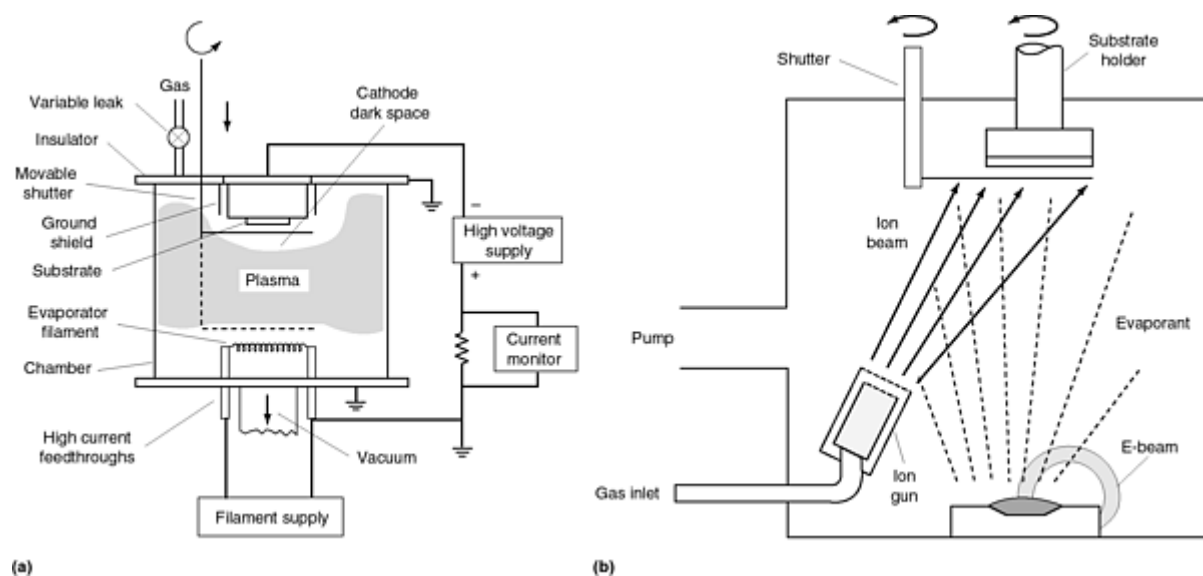 Gas
Variable leak
Insulator
Movable
shutter
Ground
shield
Substrate
Evaporator
filament
Chamber
High current
feedthroughs
Cathode
dark space
Plasma
−
High voltage
supply
+
Current
monitor
Vacuum
Filament supply
(a)
Shutter
Substrate
holder
Ion
beam
Pump
Evaporant
E-beam
Ion
gun
Gas inlet
(b)